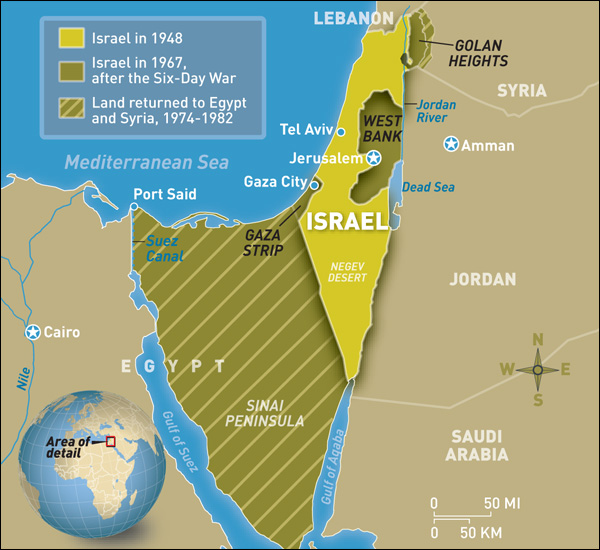 Israel in 1948
Israel in 1967,
after the Six-Day War
Land returned to Egypt
and Syria, 1974-1982
LEBANON
GOLAN
HEIGHTS
SYRIA
Jordan
River
WEST
BANK
Tel Aviv
Jerusalem
Amman
Mediterranean Sea
Gaza City
Dead Sea
Port Said
ISRAEL
GAZA
STRIP
Suez
Canal
NEGEV
DESERT
JORDAN
Cairo
N
W
E
S
EGYPT
Nile
SINAI
PENINSULA
Gulf of Suez
Gulf of Aqaba
SAUDI
ARABIA
Area of
detail
0 50 MI
0 50 KM